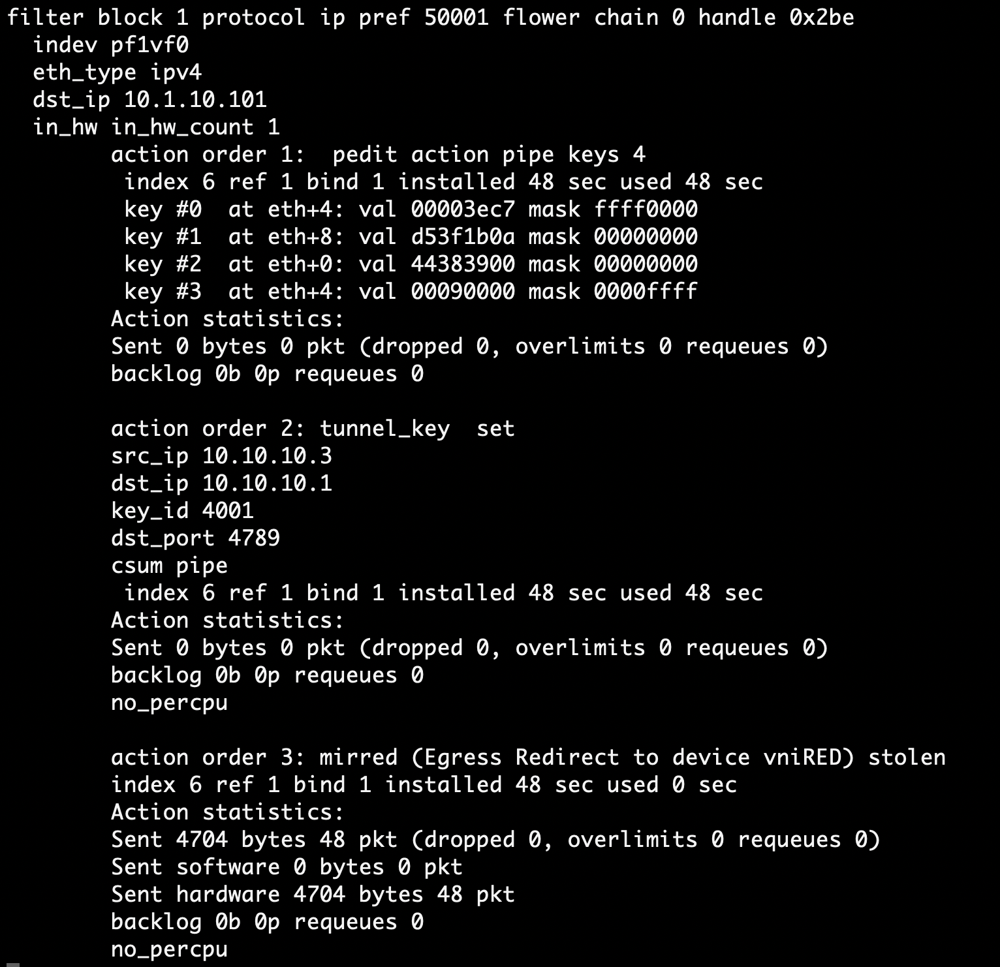 filter block 1 protocol ip pref 50001 flower chain 0 handle 0x2be
  indev pf1vf0
  eth_type ipv4
  dst_ip 10.1.10.101
  in_hw in_hw_count 1
        action order 1:  pedit action pipe keys 4
         index 6 ref 1 bind 1 installed 48 sec used 48 sec
         key #0  at eth+4: val 00003ec7 mask ffff0000
         key #1  at eth+8: val d53f1b0a mask 00000000
         key #2  at eth+0: val 44383900 mask 00000000
         key #3  at eth+4: val 00090000 mask 0000ffff
        Action statistics:
        Sent 0 bytes 0 pkt (dropped 0, overlimits 0 requeues 0)
        backlog 0b 0p requeues 0

        action order 2: tunnel_key  set
        src_ip 10.10.10.3
        dst_ip 10.10.10.1
        key_id 4001
        dst_port 4789
        csum pipe
         index 6 ref 1 bind 1 installed 48 sec used 48 sec
        Action statistics:
        Sent 0 bytes 0 pkt (dropped 0, overlimits 0 requeues 0)
        backlog 0b 0p requeues 0
        no_percpu

        action order 3: mirred (Egress Redirect to device vniRED) stolen
        index 6 ref 1 bind 1 installed 48 sec used 0 sec
        Action statistics:
        Sent 4704 bytes 48 pkt (dropped 0, overlimits 0 requeues 0)
        Sent software 0 bytes 0 pkt
        Sent hardware 4704 bytes 48 pkt
        backlog 0b 0p requeues 0
        no_percpu